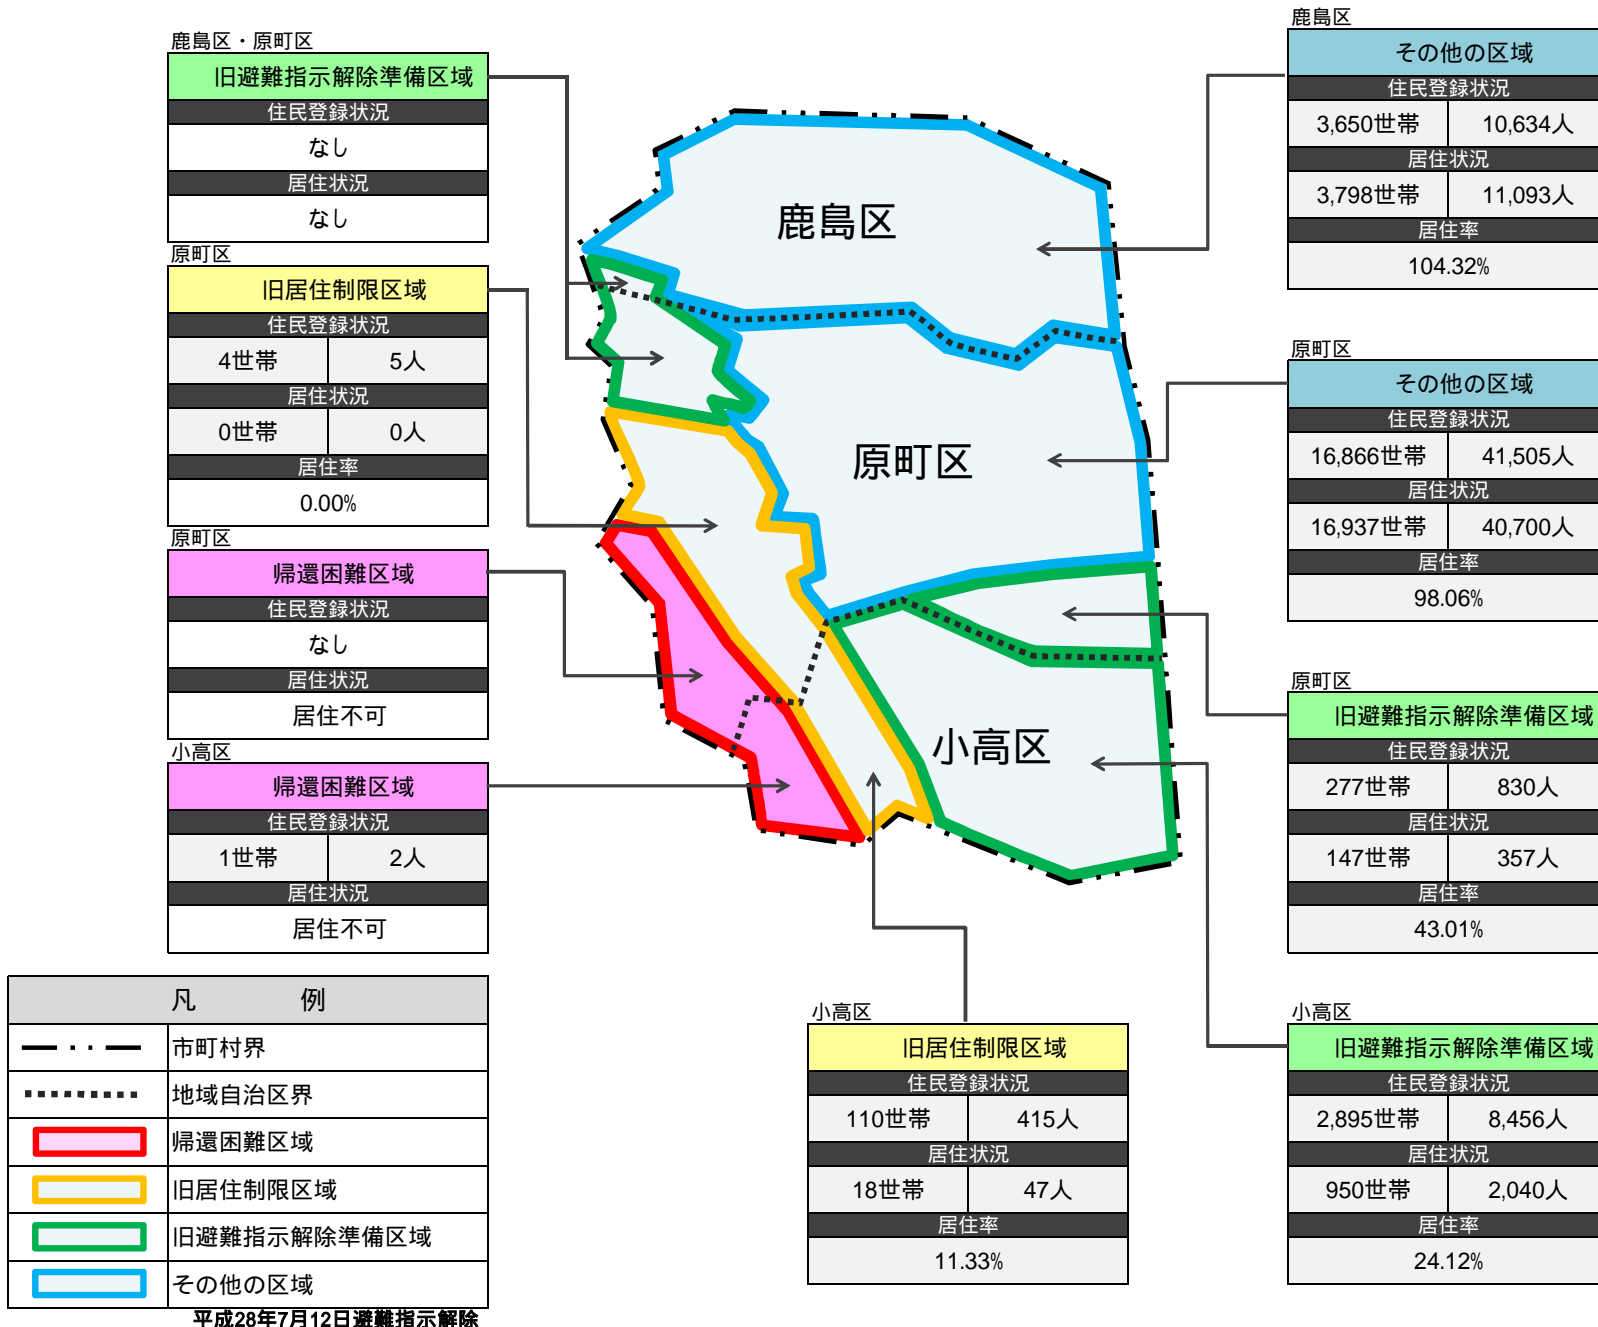 鹿島区・原町区
旧避難指示解除準備区域
住民登録状況
なし
居住状況
なし
原町区
旧居住制限区域
住民登録状況
4世帯 5人
居住状況
0世帯 0人
居住率
0.00%
原町区
帰還困難区域
住民登録状況
なし
居住状況
居住不可
小高区
帰還困難区域
住民登録状況
1世帯 2人
居住状況
居住不可
凡 例
市町村界
地域自治区界
帰還困難区域
旧居住制限区域
旧避難指示解除準備区域
その他の区域
平成28年7月12日避難指示解除
鹿島区
原町区
小高区
小高区
旧居住制限区域
住民登録状況
110世帯 415人
居住状況
18世帯 47人
居住率
11.33%
鹿島区
その他の区域
住民登録状況
3,650世帯 10,634人
居住状況
3,798世帯 11,093人
居住率
104.32%
原町区
その他の区域
住民登録状況
16,866世帯 41,505人
居住状況
16,937世帯 40,700人
居住率
98.06%
原町区
旧避難指示解除準備区域
住民登録状況
277世帯 830人
居住状況
147世帯 357人
居住率
43.01%
小高区
旧避難指示解除準備区域
住民登録状況
2,895世帯 8,456人
居住状況
950世帯 2,040人
居住率
24.12%